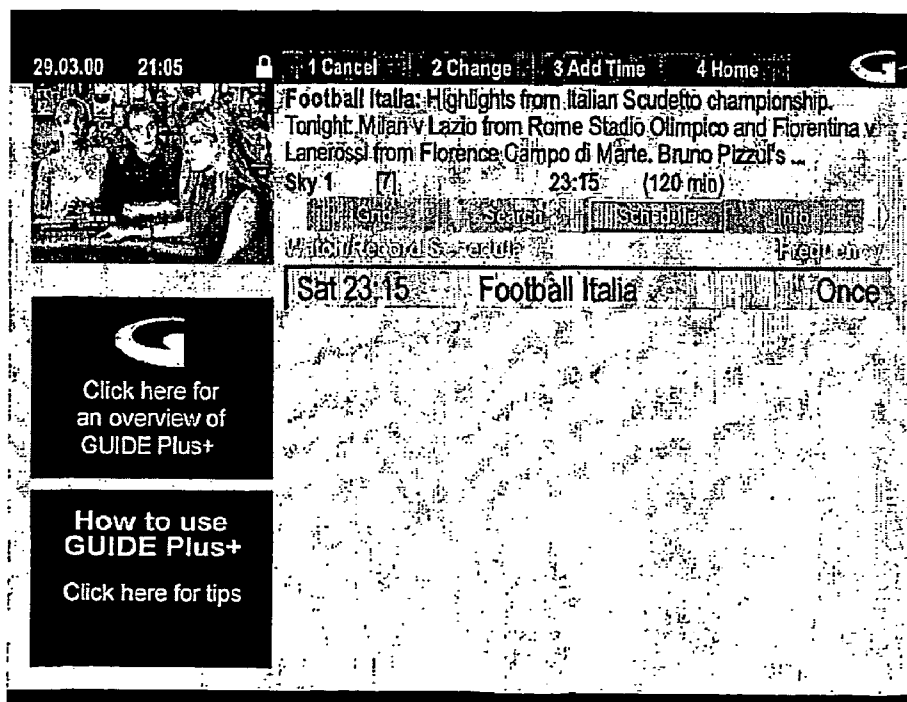 29.03.00 21:05 1 Cancel 2 Change 3 Add Time 4 Home
Football Italia: Highlights from Italian Scudetto championship.
Tonight: Milan v Lazio from Rome Stadio Olimpico and Fiorentina v
Lanerossi from Florence Campo di Marte. Bruno Pizzul's ...
Sky 1 [7] 23:15 (120 min)
Grid Search Schedule Info
Watch/Record Schedule Frequency
Sat 23:15 Football Italia Once
Click here for
an overview of
GUIDE Plus+
How to use
GUIDE Plus+
Click here for tips